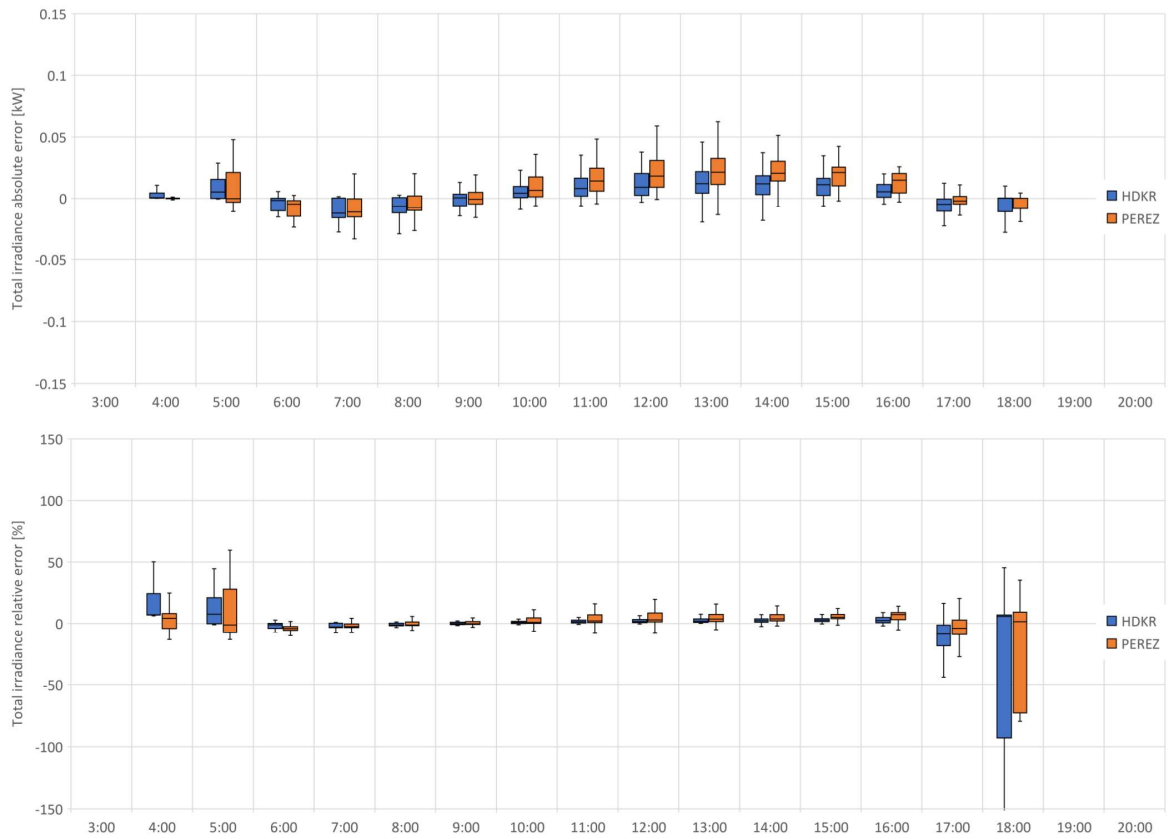 0.15
0.1
0.05
0
-0.05
-0.1
-0.15
Total irradiance absolute error [kW]
HDKR
PEREZ
3:00 4:00 5:00 6:00 7:00 8:00 9:00 10:00 11:00 12:00 13:00 14:00 15:00 16:00 17:00 18:00 19:00 20:00
150
100
50
0
-50
-100
-150
Total irradiance relative error [%]
HDKR
PEREZ
3:00 4:00 5:00 6:00 7:00 8:00 9:00 10:00 11:00 12:00 13:00 14:00 15:00 16:00 17:00 18:00 19:00 20:00